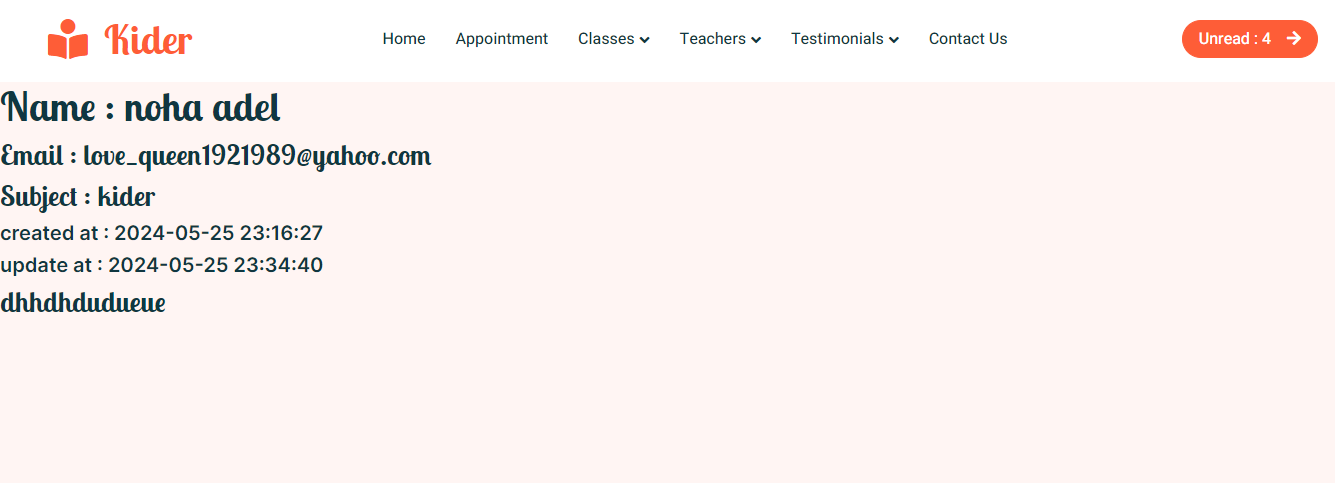 Kider
Home Appointment Classes Teachers Testimonials Contact Us
Unread : 4
Name : noha adel
Email : love_queen1921989@yahoo.com
Subject : kider
created at : 2024-05-25 23:16:27
update at : 2024-05-25 23:34:40
dhhdhdudueue